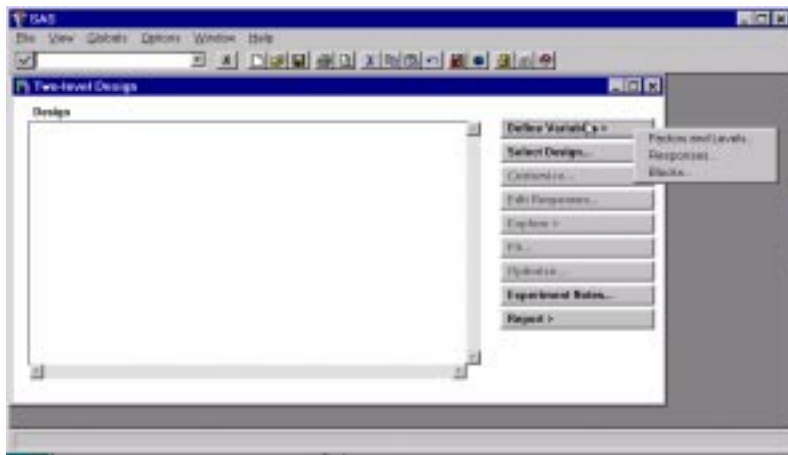 SAS
File View Globals Options Window Help
Two-level Design
Design
Define Variables >
Factors and Levels...
Responses...
Blocks...
Select Design...
Customize...
Edit Responses...
Explore >
Fit...
Optimize...
Experiment Notes...
Report >